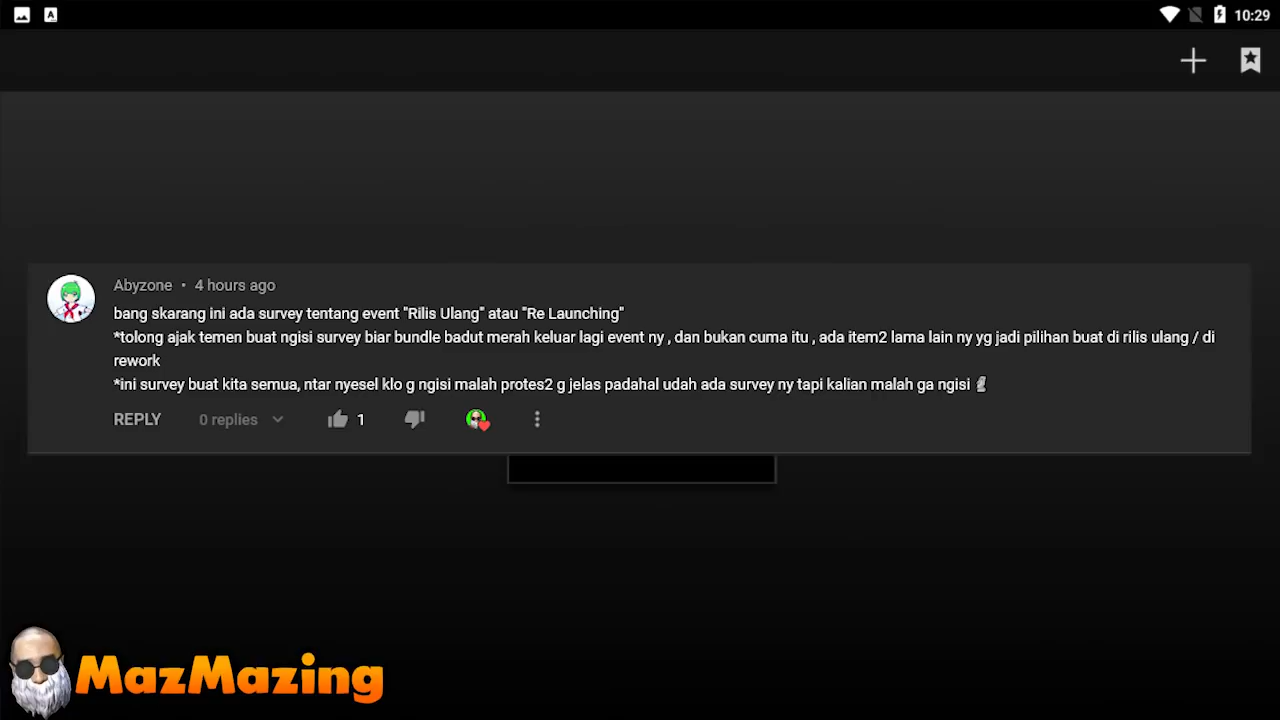 10:29
Abyzone • 4 hours ago
bang skarang ini ada survey tentang event "Rilis Ulang" atau "Re Launching"
*tolong ajak temen buat ngisi survey biar bundle badut merah keluar lagi event ny , dan bukan cuma itu , ada item2 lama lain ny yg jadi pilihan buat di rilis ulang / di
rework
*ini survey buat kita semua, ntar nyesel klo g ngisi malah protes2 g jelas padahal udah ada survey ny tapi kalian malah ga ngisi 🗿
REPLY 0 replies 1
MazMazing